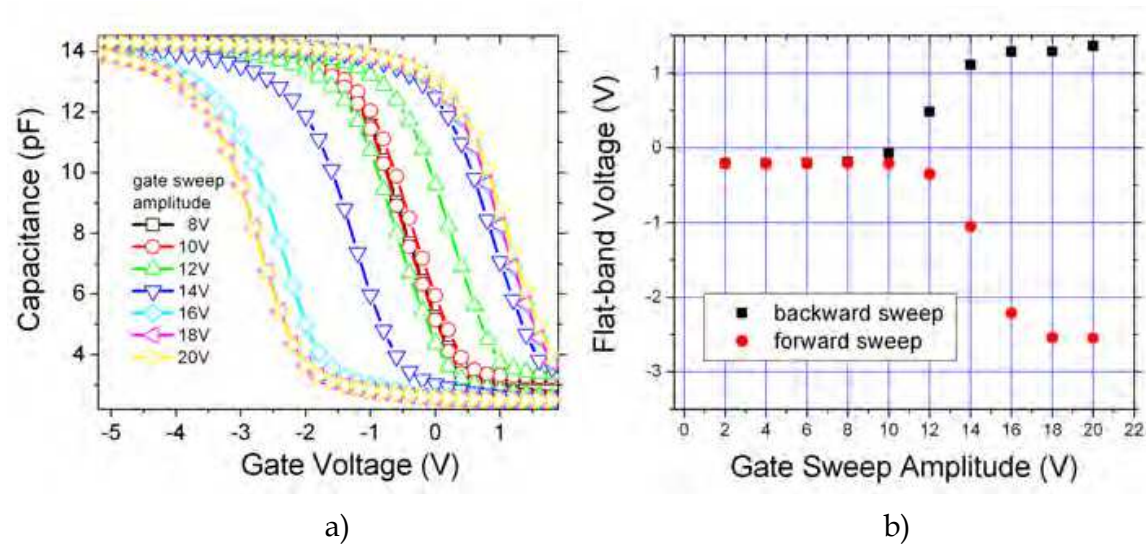 14
12
10
8
6
4
Capacitance (pF)
gate sweep
amplitude
8V
10V
12V
14V
16V
18V
20V
-5 -4 -3 -2 -1 0 1
Gate Voltage (V)
a)
1
0
-1
-2
-3
Flat-band Voltage (V)
backward sweep
forward sweep
0 2 4 6 8 10 12 14 16 18 20 22
Gate Sweep Amplitude (V)
b)